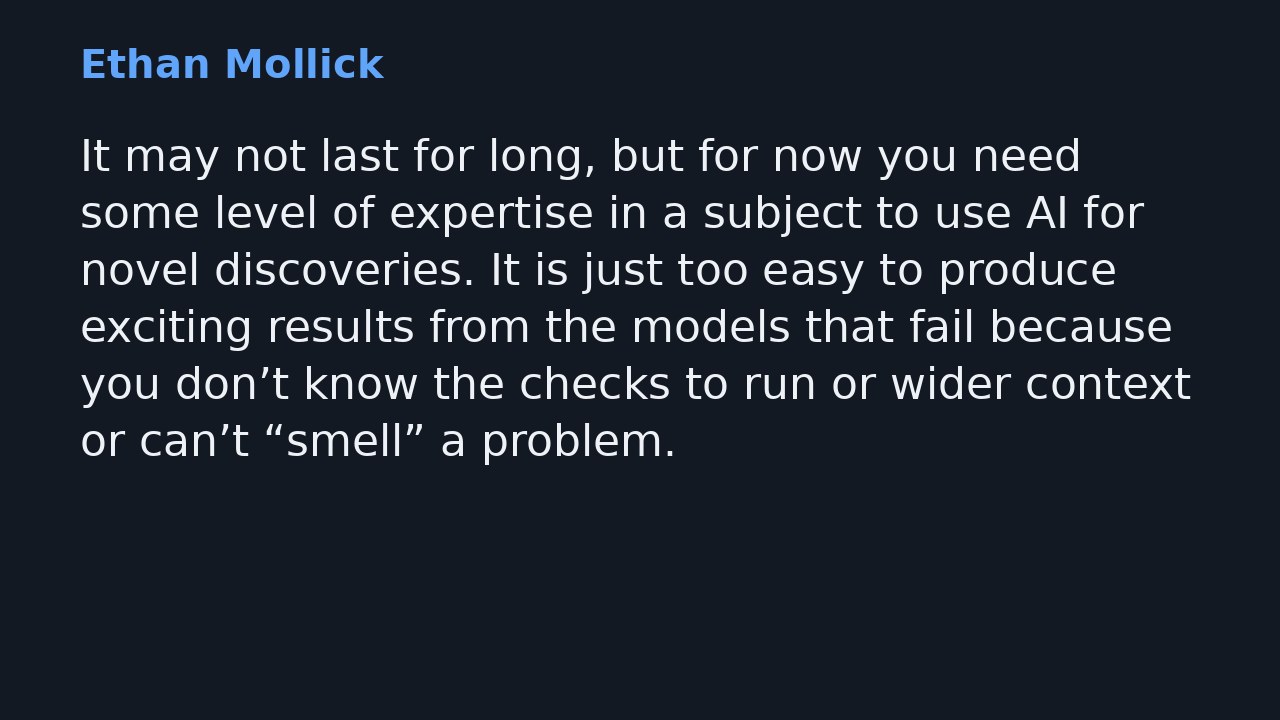 Ethan Mollick
It may not last for long, but for now you need
some level of expertise in a subject to use AI for
novel discoveries. It is just too easy to produce
exciting results from the models that fail because
you don’t know the checks to run or wider context
or can’t “smell” a problem.